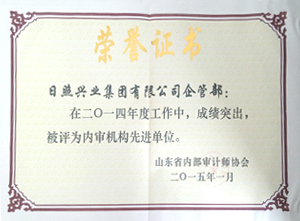 荣誉证书
日照兴业集团有限公司企管部：
在二〇一四年度工作中，成绩突出，
被评为内审机构先进单位。
山东省内部审计师协会
二〇一五年一月